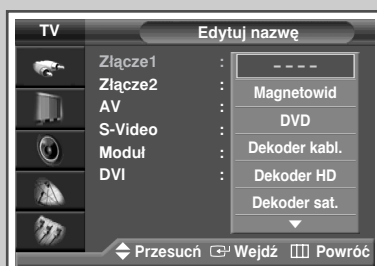 TV
Edytuj nazwę
Złącze1 : – – – –
Złącze2 : Magnetowid
AV : DVD
S-Video : Dekoder kabl.
Moduł : Dekoder HD
DVI : Dekoder sat.
Przesucń Wejdź Powróć